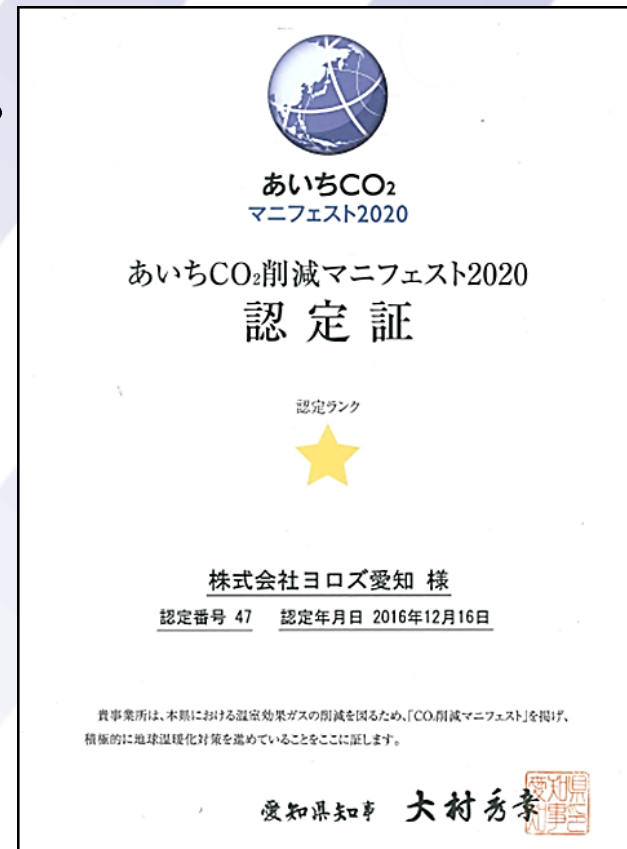 あいちCO2
マニフェスト2020
あいちCO2削減マニフェスト2020
認定証
認定ランク
株式会社ヨロズ愛知 様
認定番号 47 認定年月日 2016年12月16日
貴事業所は、本県における温室効果ガスの削減を図るため、「CO2削減マニフェスト」を掲げ、
積極的に地球温暖化対策を進めていることをここに証します。
愛知県知事 大村秀章
愛知県知事印